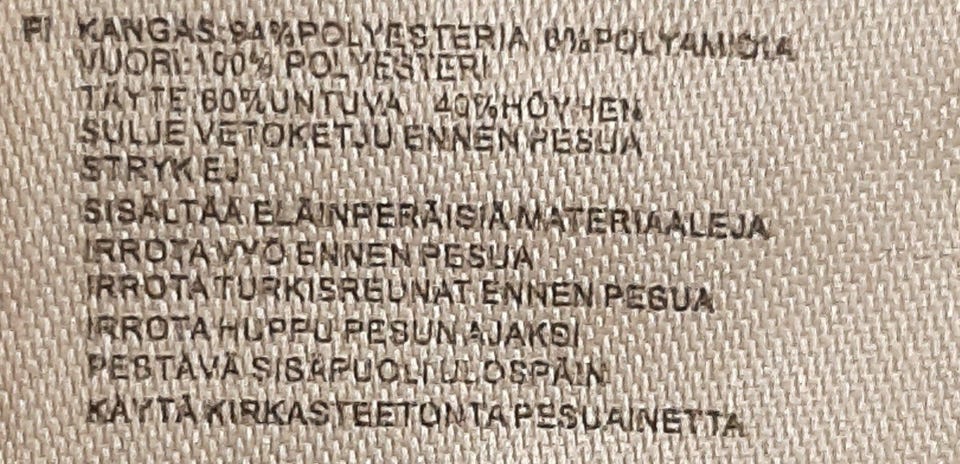 FI KANGAS: 94% POLYESTERIA, 6% POLYAMIDIA
VUORI: 100% POLYESTERI
TÄYTE: 60% UNTUVA, 40% HÖYHEN
SULJE VETOKETJU ENNEN PESUA
STRYK EJ
SISÄLTÄÄ ELÄINPERÄISIÄ MATERIAALEJA
IRROTA VYÖ ENNEN PESUA
IRROTA TURKISREUNAT ENNEN PESUA
IRROTA HUPPU PESUN AJAKSI
PESTÄVÄ SISÄPUOLI ULOSPÄIN
KÄYTÄ KIRKASTEETONTA PESUAINETTA